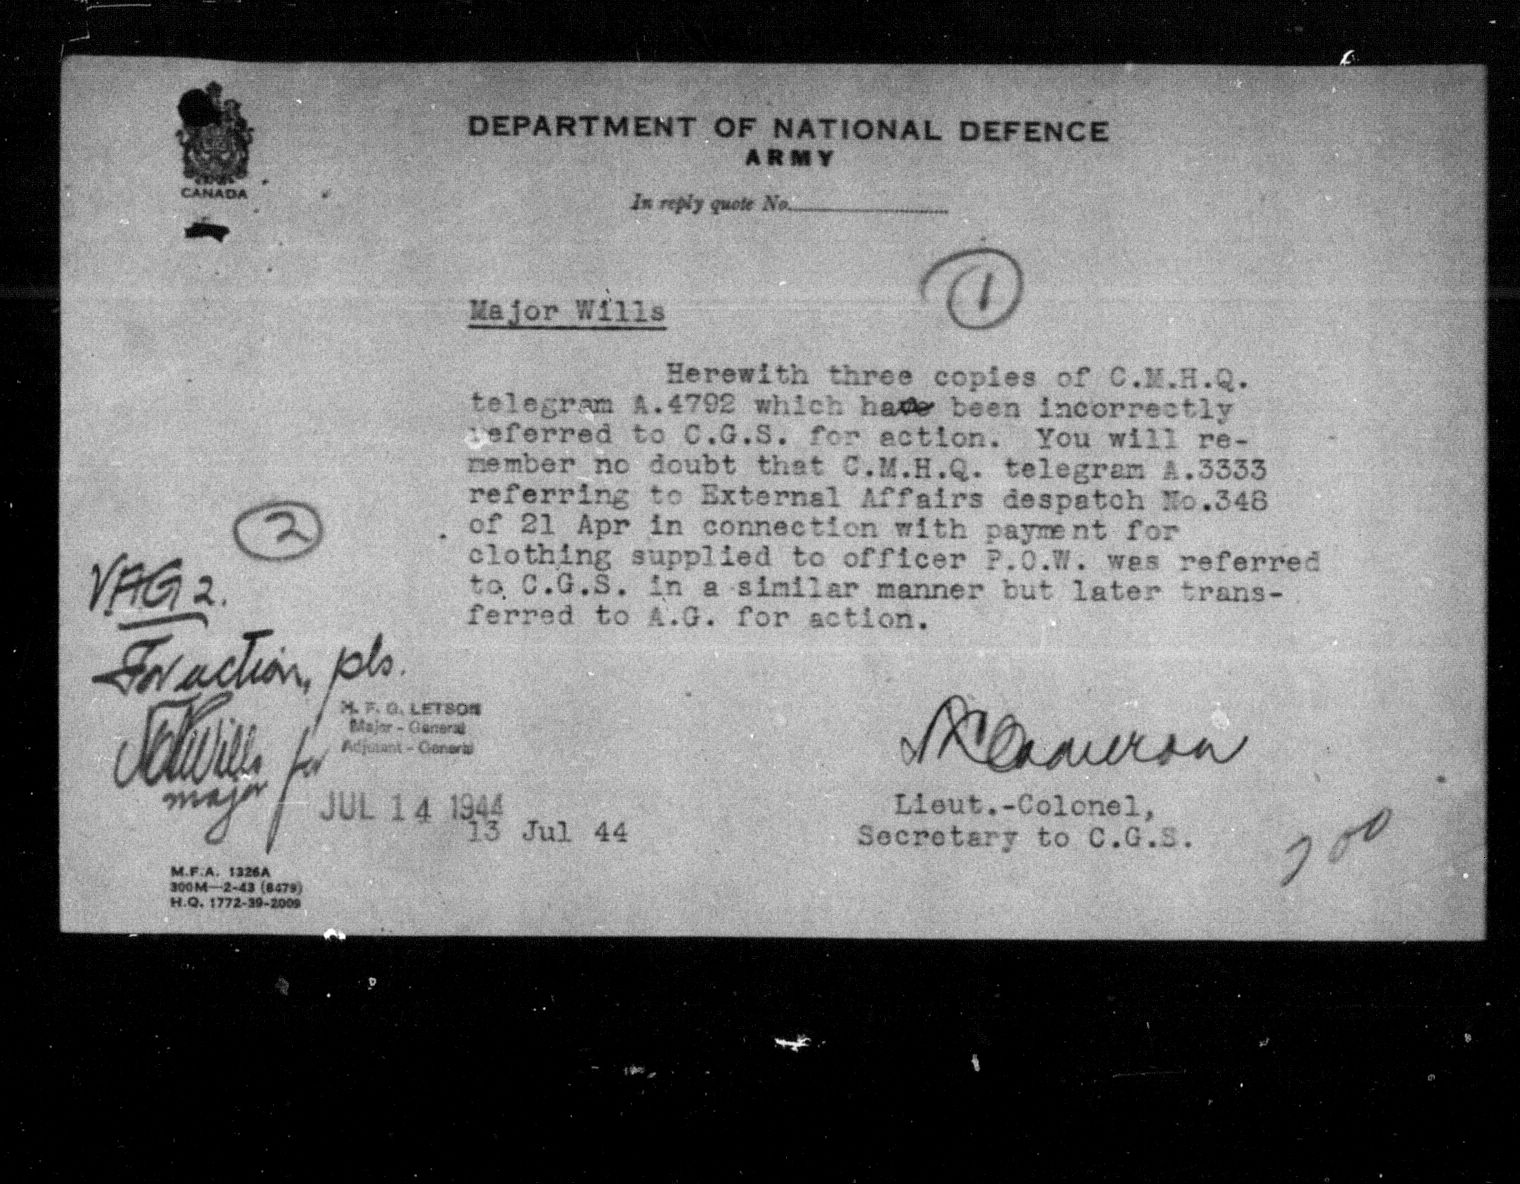 CANADA
DEPARTMENT OF NATIONAL DEFENCE
ARMY
In reply quote No.
1
Major Wills
Herewith three copies of C.M.H.Q.
telegram A.4792 which have been incorrectly
referred to C.G.S. for action. You will re-
member no doubt that C.M.H.Q. telegram A.3333
referring to External Affairs despatch No.348
of 21 Apr in connection with payment for
clothing supplied to officer P.O.W. was referred
to C.G.S. in a similar manner but later trans-
ferred to A.G. for action.
2
V.AG 2.
For action, pls.
Wills
major
for
H. F. G. LETSON
Major - General
Adjutant - General
JUL 14 1944
13 Jul 44
Cameron
Lieut.-Colonel,
Secretary to C.G.S.
M.F.A. 1326A
300M—2-43 (8479)
H.Q. 1772-39-2009